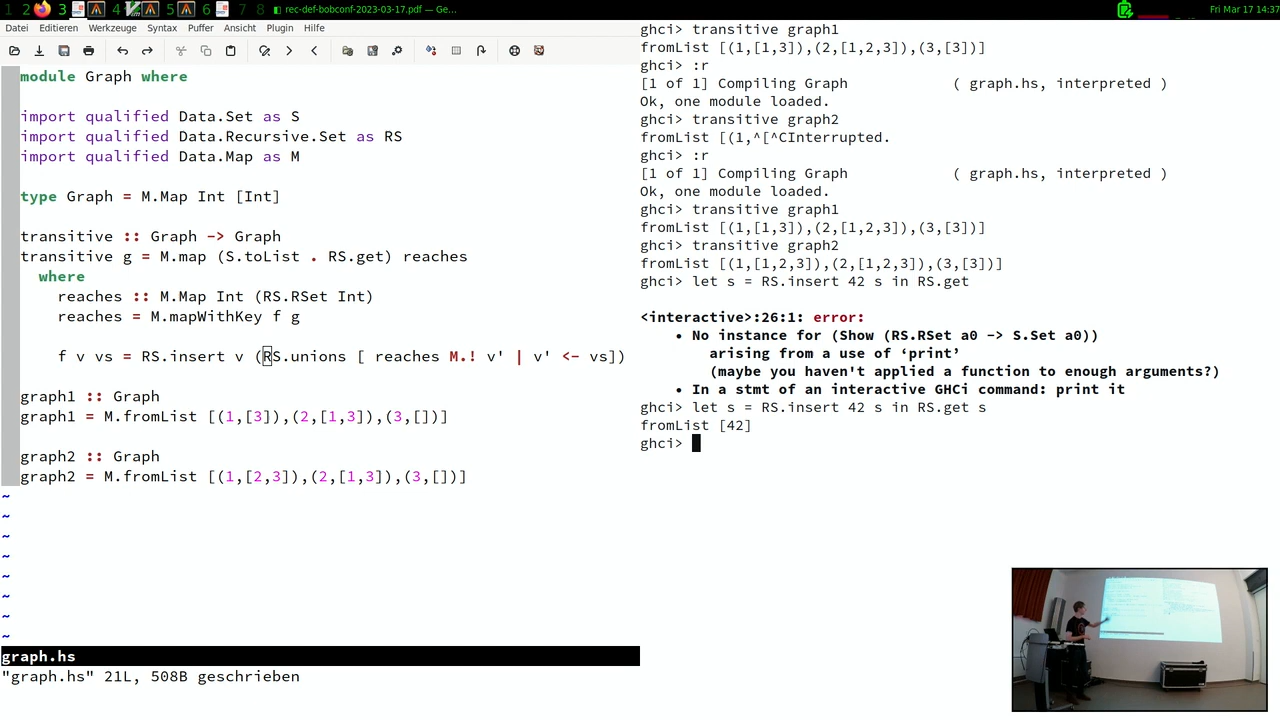 1 2 3 4 5 6 7 8 rec-def-bobconf-2023-03-17.pdf — Ge... Fri Mar 17 14:37
Datei Editieren Werkzeuge Syntax Puffer Ansicht Plugin Hilfe
module Graph where
import qualified Data.Set as S
import qualified Data.Recursive.Set as RS
import qualified Data.Map as M
type Graph = M.Map Int [Int]
transitive :: Graph -> Graph
transitive g = M.map (S.toList . RS.get) reaches
where
reaches :: M.Map Int (RS.RSet Int)
reaches = M.mapWithKey f g
f v vs = RS.insert v (RS.unions [ reaches M.! v' | v' <- vs])
graph1 :: Graph
graph1 = M.fromList [(1,[3]),(2,[1,3]),(3,[])]
graph2 :: Graph
graph2 = M.fromList [(1,[2,3]),(2,[1,3]),(3,[])]
~
~
~
~
~
~
~
~
graph.hs
"graph.hs" 21L, 508B geschrieben
ghci> transitive graph1
fromList [(1,[1,3]),(2,[1,2,3]),(3,[3])]
ghci> :r
[1 of 1] Compiling Graph ( graph.hs, interpreted )
Ok, one module loaded.
ghci> transitive graph2
fromList [(1,^[^CInterrupted.
ghci> :r
[1 of 1] Compiling Graph ( graph.hs, interpreted )
Ok, one module loaded.
ghci> transitive graph1
fromList [(1,[1,3]),(2,[1,2,3]),(3,[3])]
ghci> transitive graph2
fromList [(1,[1,2,3]),(2,[1,2,3]),(3,[3])]
ghci> let s = RS.insert 42 s in RS.get
<interactive>:26:1: error:
• No instance for (Show (RS.RSet a0 -> S.Set a0))
arising from a use of ‘print’
(maybe you haven't applied a function to enough arguments?)
• In a stmt of an interactive GHCi command: print it
ghci> let s = RS.insert 42 s in RS.get s
fromList [42]
ghci>